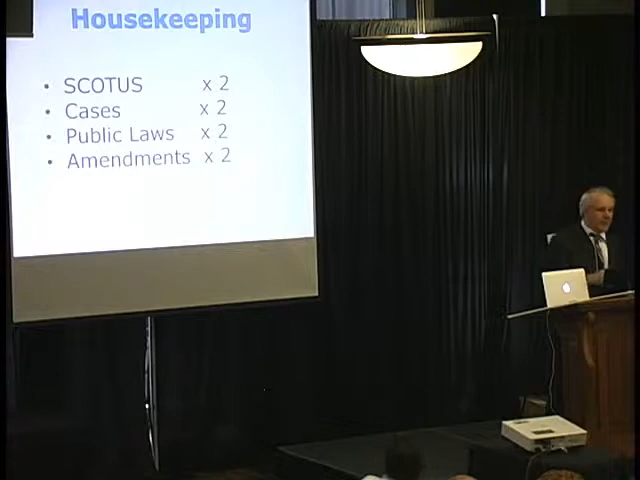 Housekeeping
• SCOTUS x 2
• Cases x 2
• Public Laws x 2
• Amendments x 2